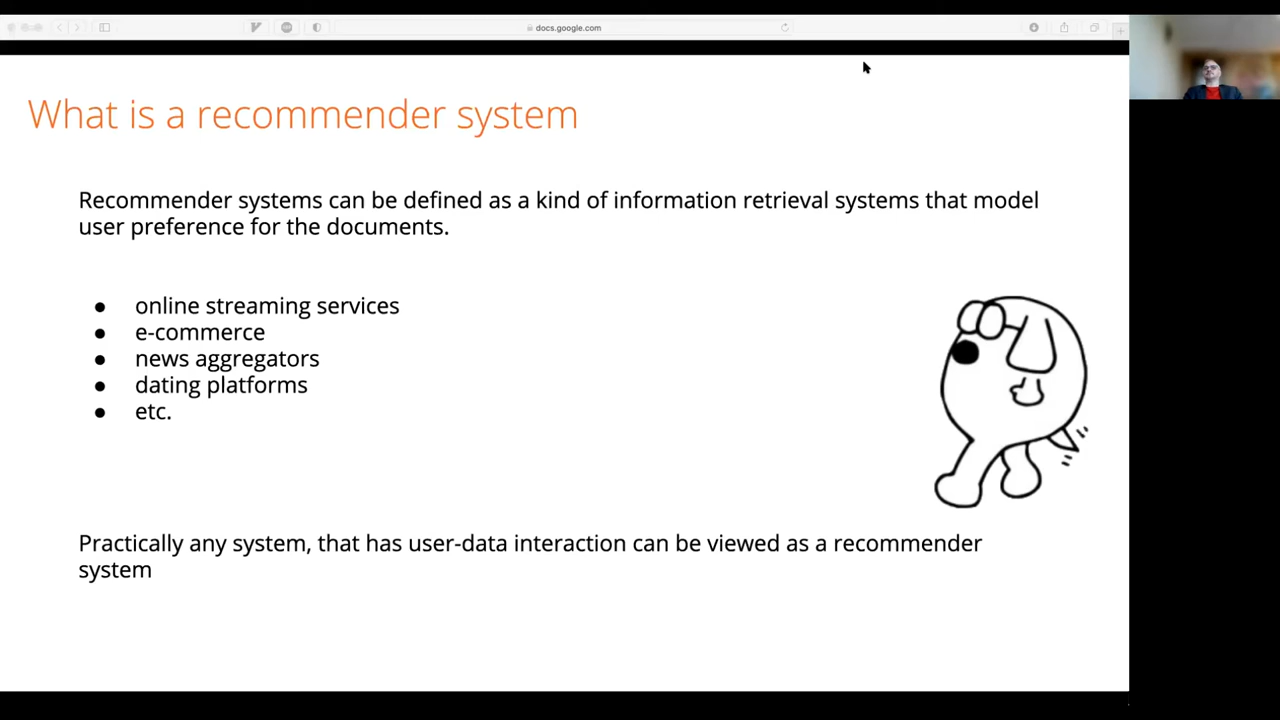 docs.google.com
What is a recommender system
Recommender systems can be defined as a kind of information retrieval systems that model
user preference for the documents.
● online streaming services
● e-commerce
● news aggregators
● dating platforms
● etc.
Practically any system, that has user-data interaction can be viewed as a recommender
system